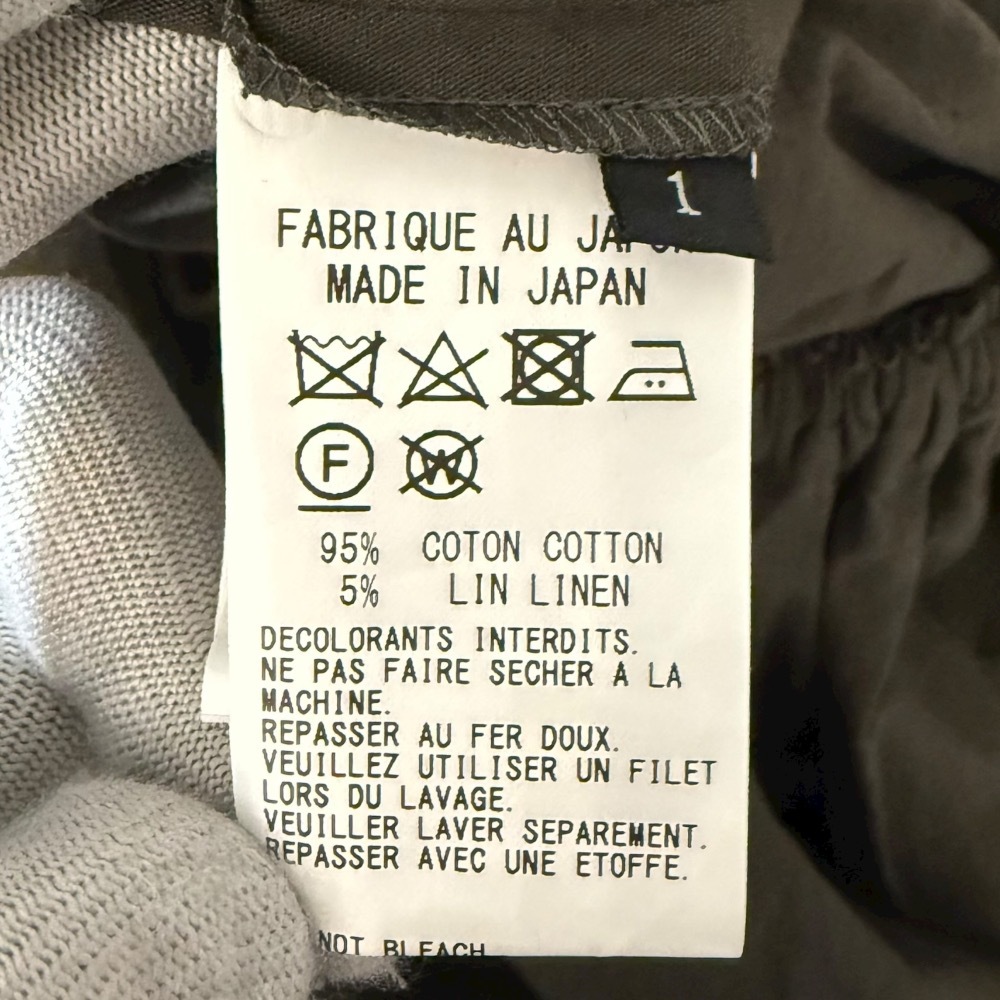 1
FABRIQUE AU
MADE IN JAPAN
F
W
95% COTON COTTON
5% LIN LINEN
DECOLORANTS INTERDITS.
NE PAS FAIRE SECHER A LA
MACHINE.
REPASSER AU FER DOUX.
VEUILLEZ UTILISER UN FILET
LORS DU LAVAGE.
VEUILLER LAVER SEPAREMENT.
REPASSER AVEC UNE ETOFFE.
NOT BLEACH